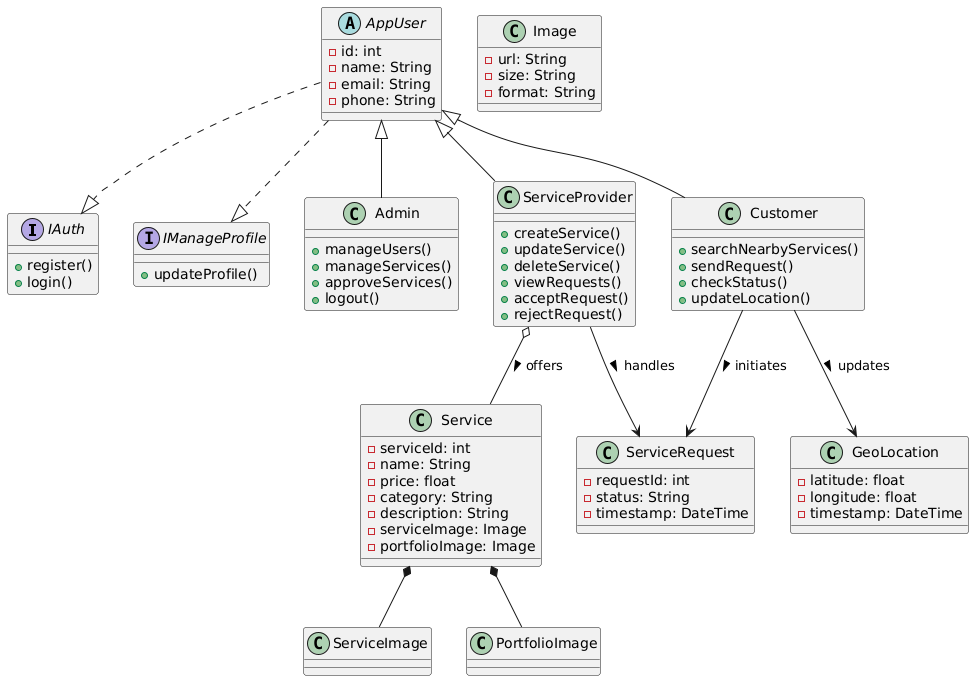 AppUser
id: int
name: String
email: String
phone: String
Image
url: String
size: String
format: String
IAuth
register()
login()
IManageProfile
updateProfile()
Admin
manageUsers()
manageServices()
approveServices()
logout()
ServiceProvider
createService()
updateService()
deleteService()
viewRequests()
acceptRequest()
rejectRequest()
Customer
searchNearbyServices()
sendRequest()
checkStatus()
updateLocation()
offers
handles
initiates
updates
Service
serviceId: int
name: String
price: float
category: String
description: String
serviceImage: Image
portfolioImage: Image
ServiceRequest
requestId: int
status: String
timestamp: DateTime
GeoLocation
latitude: float
longitude: float
timestamp: DateTime
ServiceImage
PortfolioImage